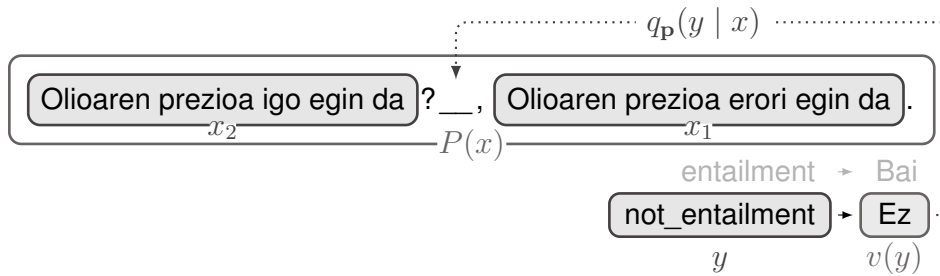 q_p(y | x)
Olioaren prezioa igo egin da ? __ , Olioaren prezioa erori egin da .
x_2 x_1
P(x)
entailment Bai
not_entailment Ez
y v(y)